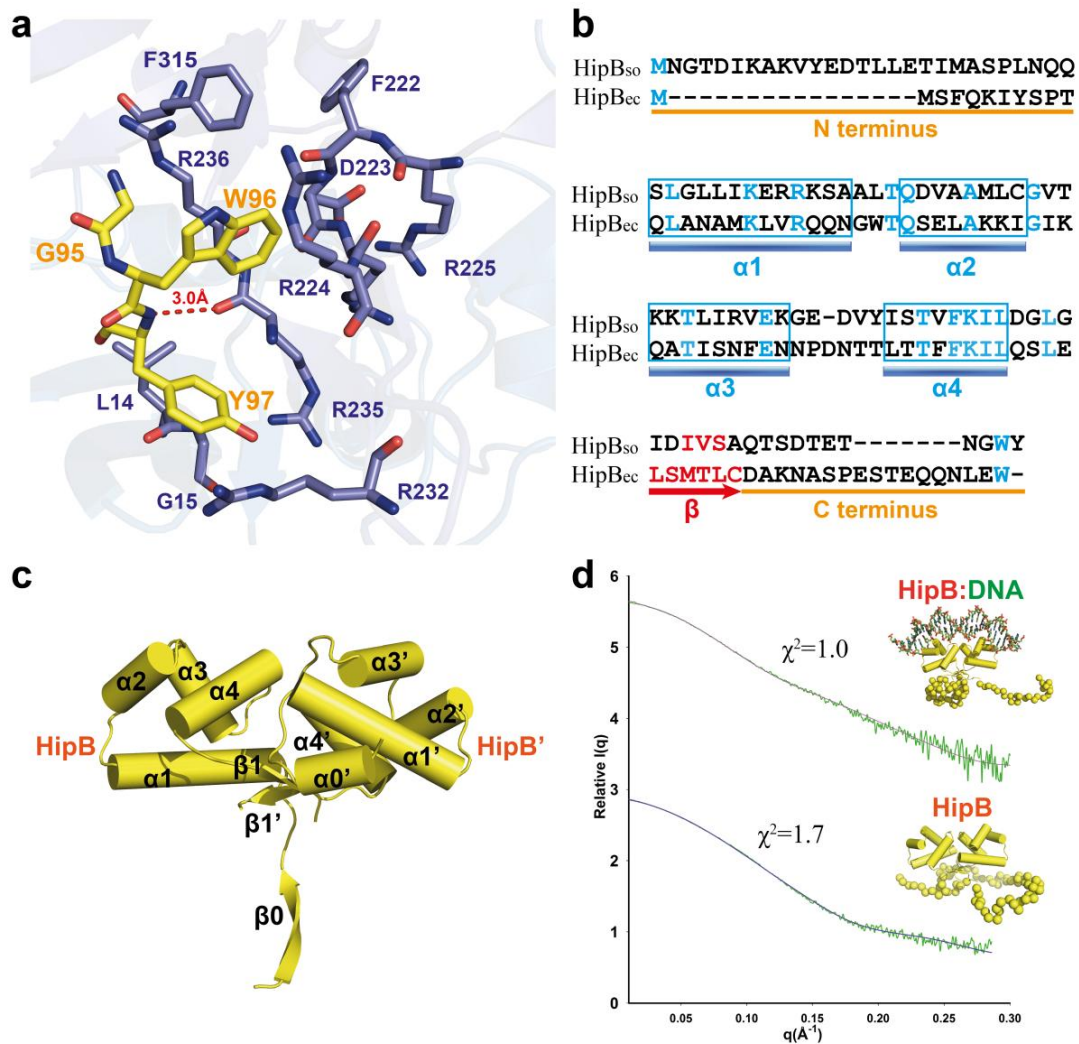 a
F315
F222
R236
D223
W96
G95
R225
R224
3.0Å
L14
Y97
R235
G15
R232
b
HipBso MNGTDIKAKVYEDTLLETIMASPLNQQ
HipBec M-----------------MSFQKIYSPT
N terminus
HipBso SLGLLIKERRKSAALTQDVAAMLCGVT
HipBec QLANAMKLVRQQNGWTQSELAKKIGIK
α1 α2
HipBso KKTLIRVEKGE-DVYISTVFKIIDGLG
HipBec QATISNFENNPDNTTLTTFFKIIQSLE
α3 α4
HipBso IDIVSAQTSDTET-------NGWY
HipBec LSMTLCDAKNASPESTEQQNLEW-
β C terminus
c
α2 α3 α4 α3'
HipB α4' α2' HipB'
α1 β1 α0' α1'
β1'
β0
d
6
HipB:DNA
5
χ²=1.0
4
Relative I(q)
3
HipB
2
χ²=1.7
1
0
0.05 0.10 0.15 0.20 0.25 0.30
q(Å⁻¹)